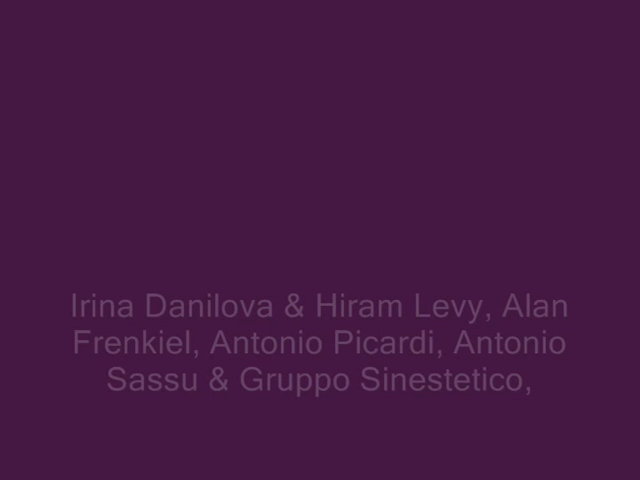 Irina Danilova & Hiram Levy, Alan
Frenkiel, Antonio Picardi, Antonio
Sassu & Gruppo Sinestetico,